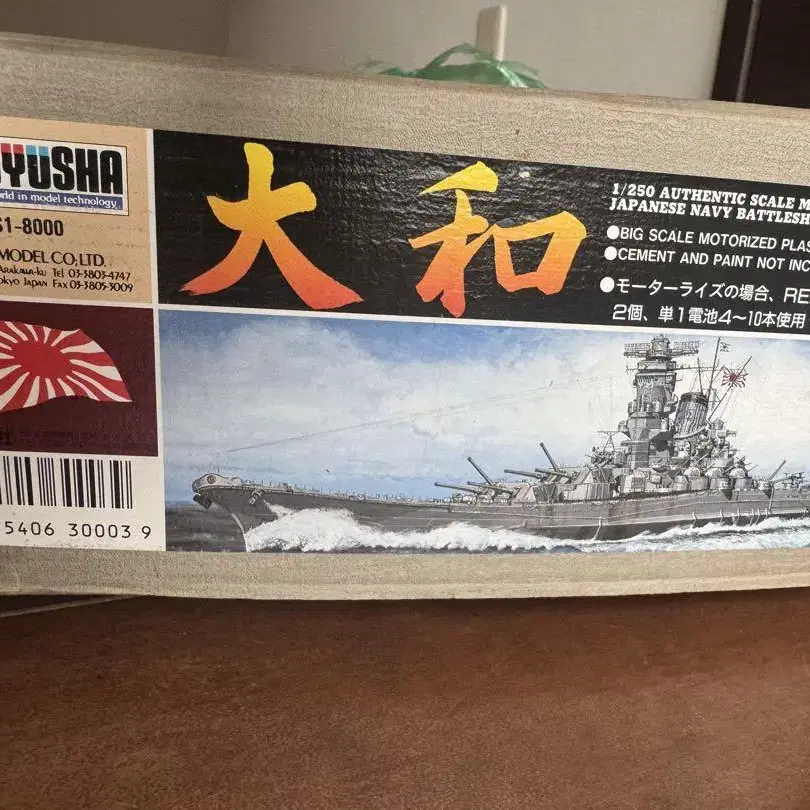 YUSHA
rld in model technology
S1-8000
MODEL CO;LTD.
Arakawa-ku Tel 03-3803-4747
okyo Japan Fax 03-3805-3009
大和
1/250 AUTHENTIC SCALE M
JAPANESE NAVY BATTLESH
●BIG SCALE MOTORIZED PLAS
●CEMENT AND PAINT NOT INC
●モーターライズの場合、RE
2個、単1電池4〜10本使用
社
5406 30003 9